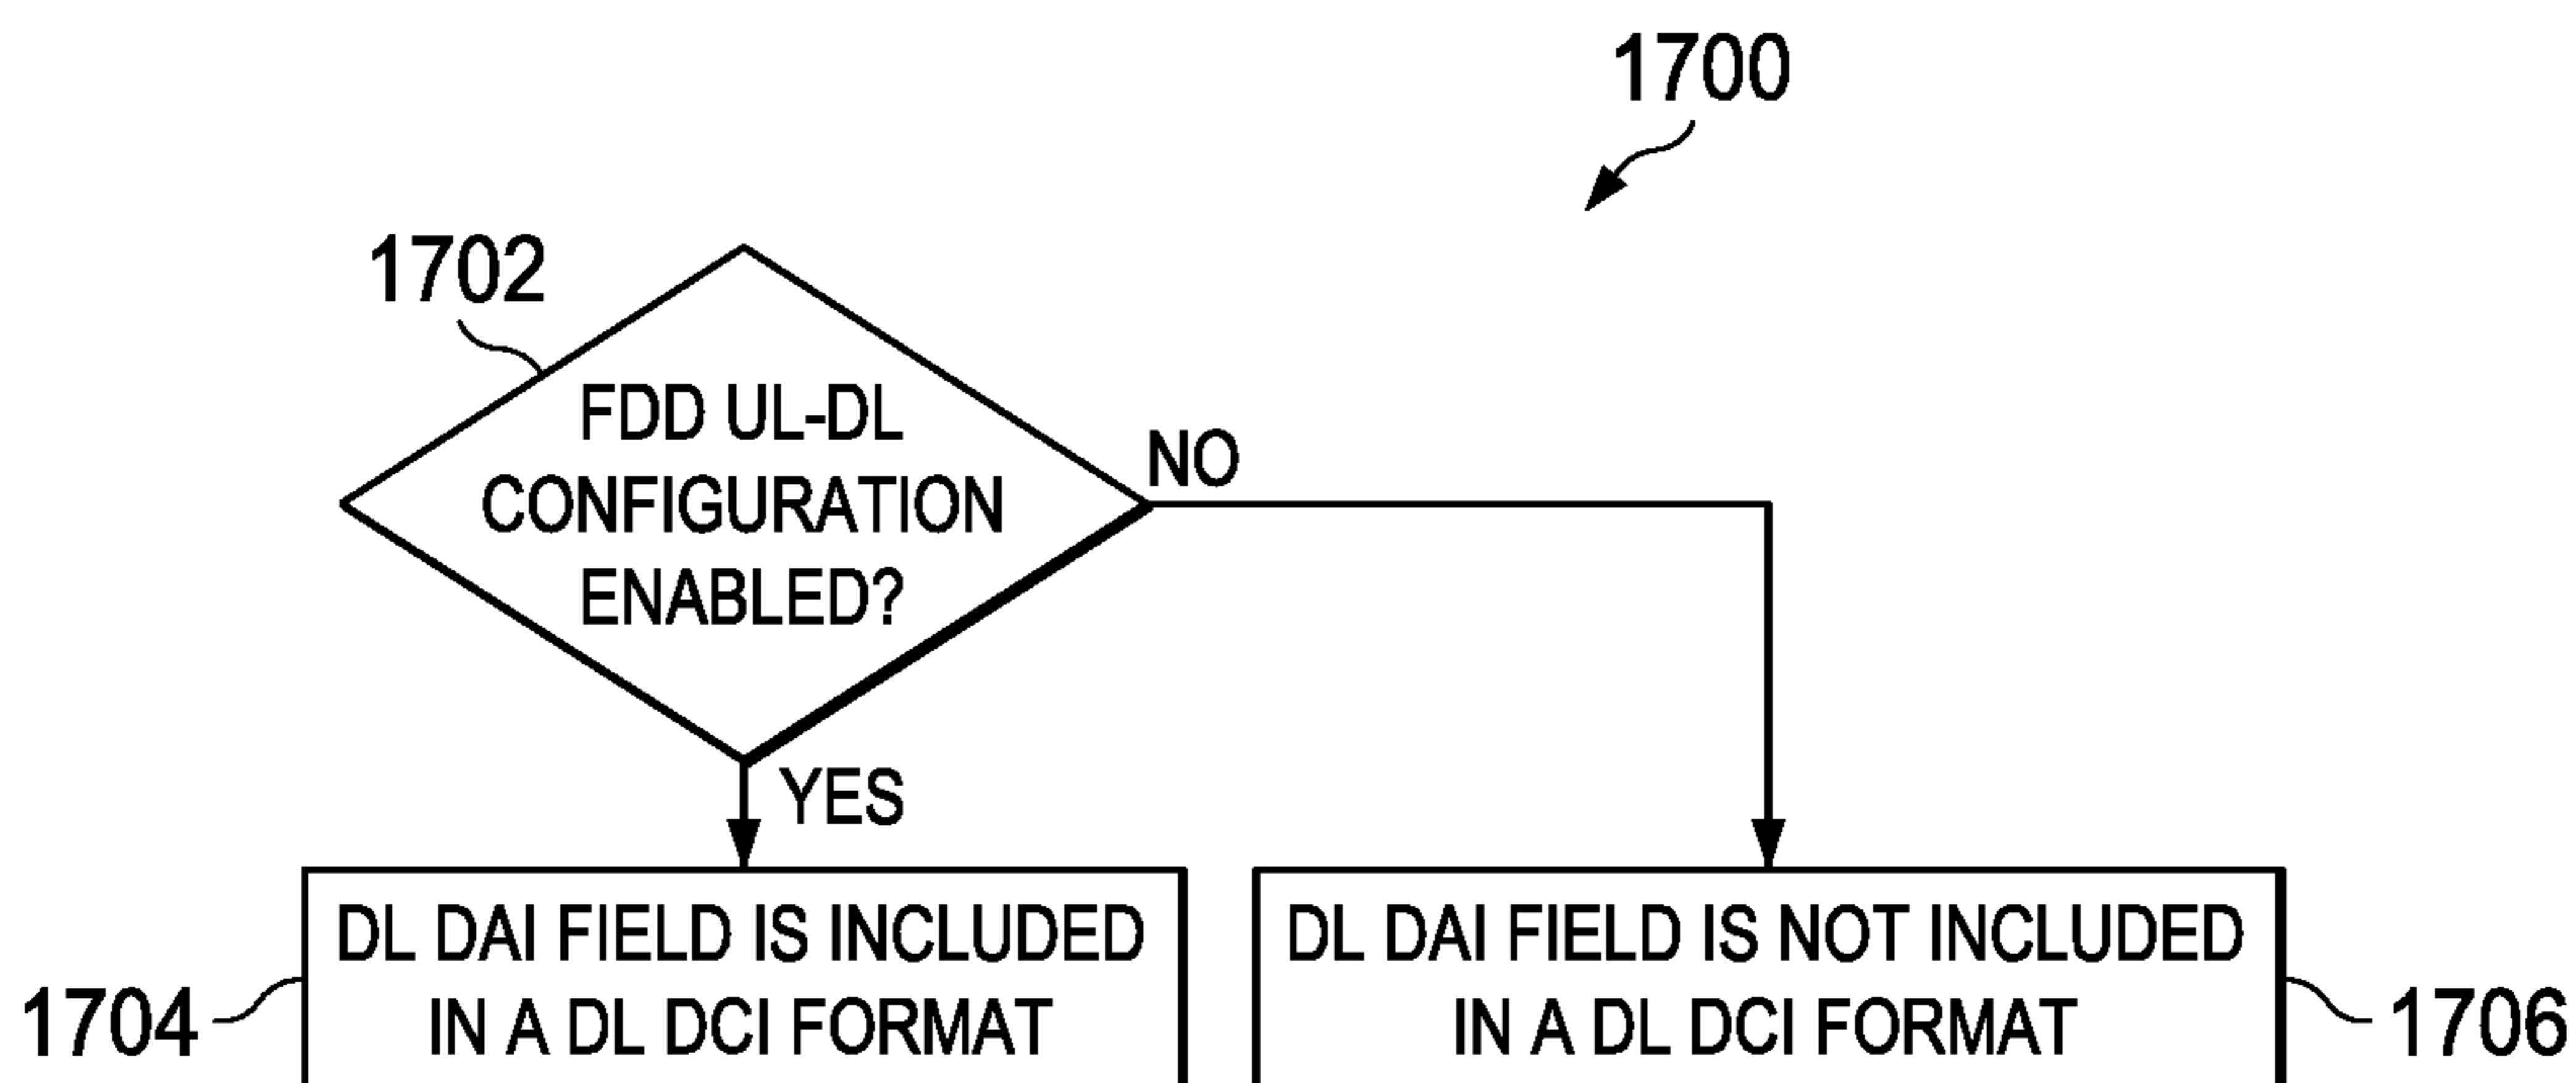 1700
1702
FDD UL-DL
CONFIGURATION
ENABLED?
NO
YES
DL DAI FIELD IS INCLUDED
IN A DL DCI FORMAT
1704
DL DAI FIELD IS NOT INCLUDED
IN A DL DCI FORMAT
1706